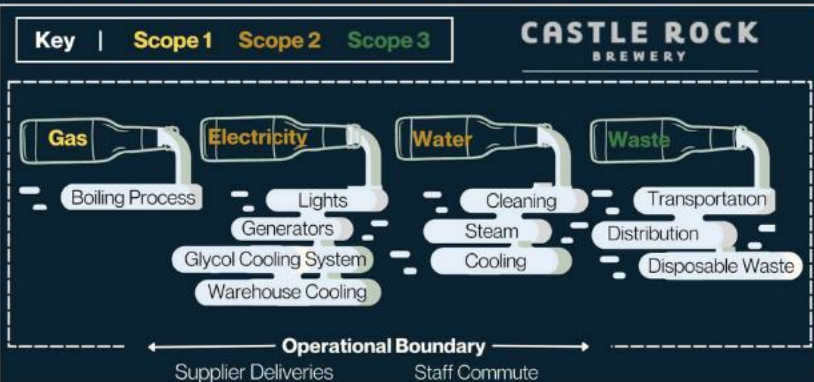 Key | Scope 1 Scope 2 Scope 3
CASTLE ROCK
BREWERY
Gas
Boiling Process
Electricity
Lights
Generators
Glycol Cooling System
Warehouse Cooling
Water
Cleaning
Steam
Cooling
Waste
Transportation
Distribution
Disposable Waste
Operational Boundary
Supplier Deliveries
Staff Commute